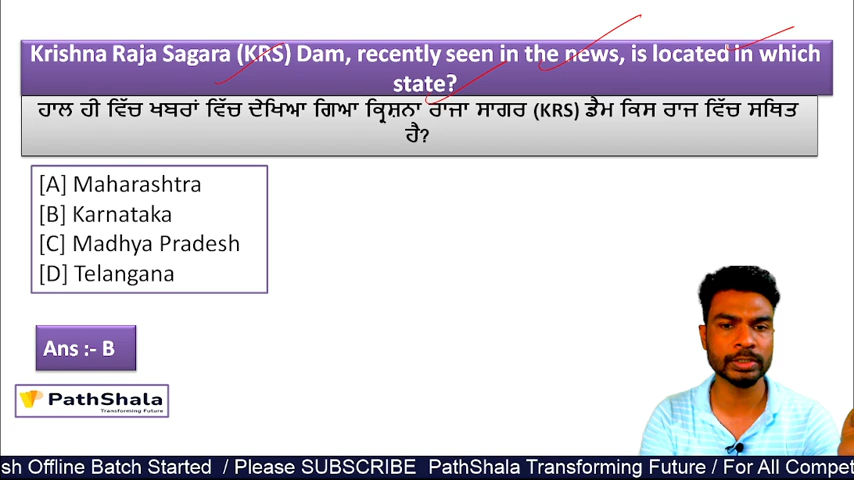 Krishna Raja Sagara (KRS) Dam, recently seen in the news, is located in which
state?
ਹਾਲ ਹੀ ਵਿੱਚ ਖਬਰਾਂ ਵਿੱਚ ਦੇਖਿਆ ਗਿਆ ਕ੍ਰਿਸ਼ਨਾ ਰਾਜਾ ਸਾਗਰ (KRS) ਡੈਮ ਕਿਸ ਰਾਜ ਵਿੱਚ ਸਥਿਤ
ਹੈ?
[A] Maharashtra
[B] Karnataka
[C] Madhya Pradesh
[D] Telangana
Ans :- B
PathShala
Transforming Future
sh Offline Batch Started / Please SUBSCRIBE PathShala Transforming Future / For All Compet